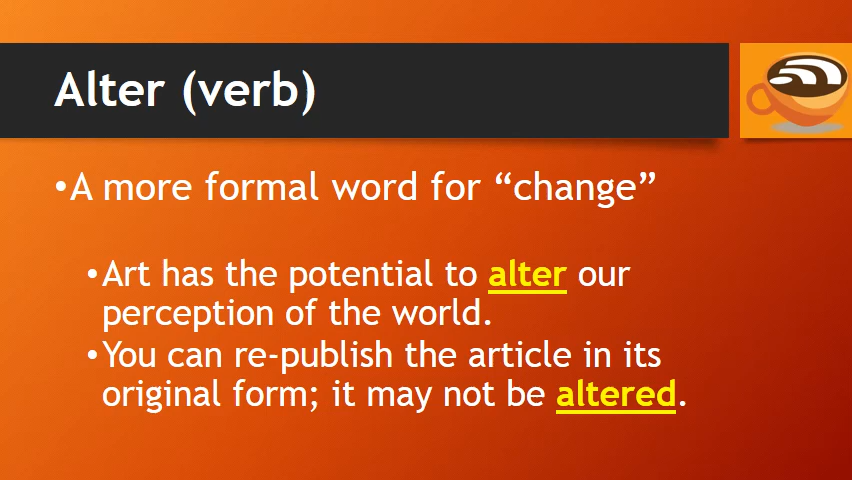 Alter (verb)
•A more formal word for “change”
•Art has the potential to alter our
perception of the world.
•You can re-publish the article in its
original form; it may not be altered.